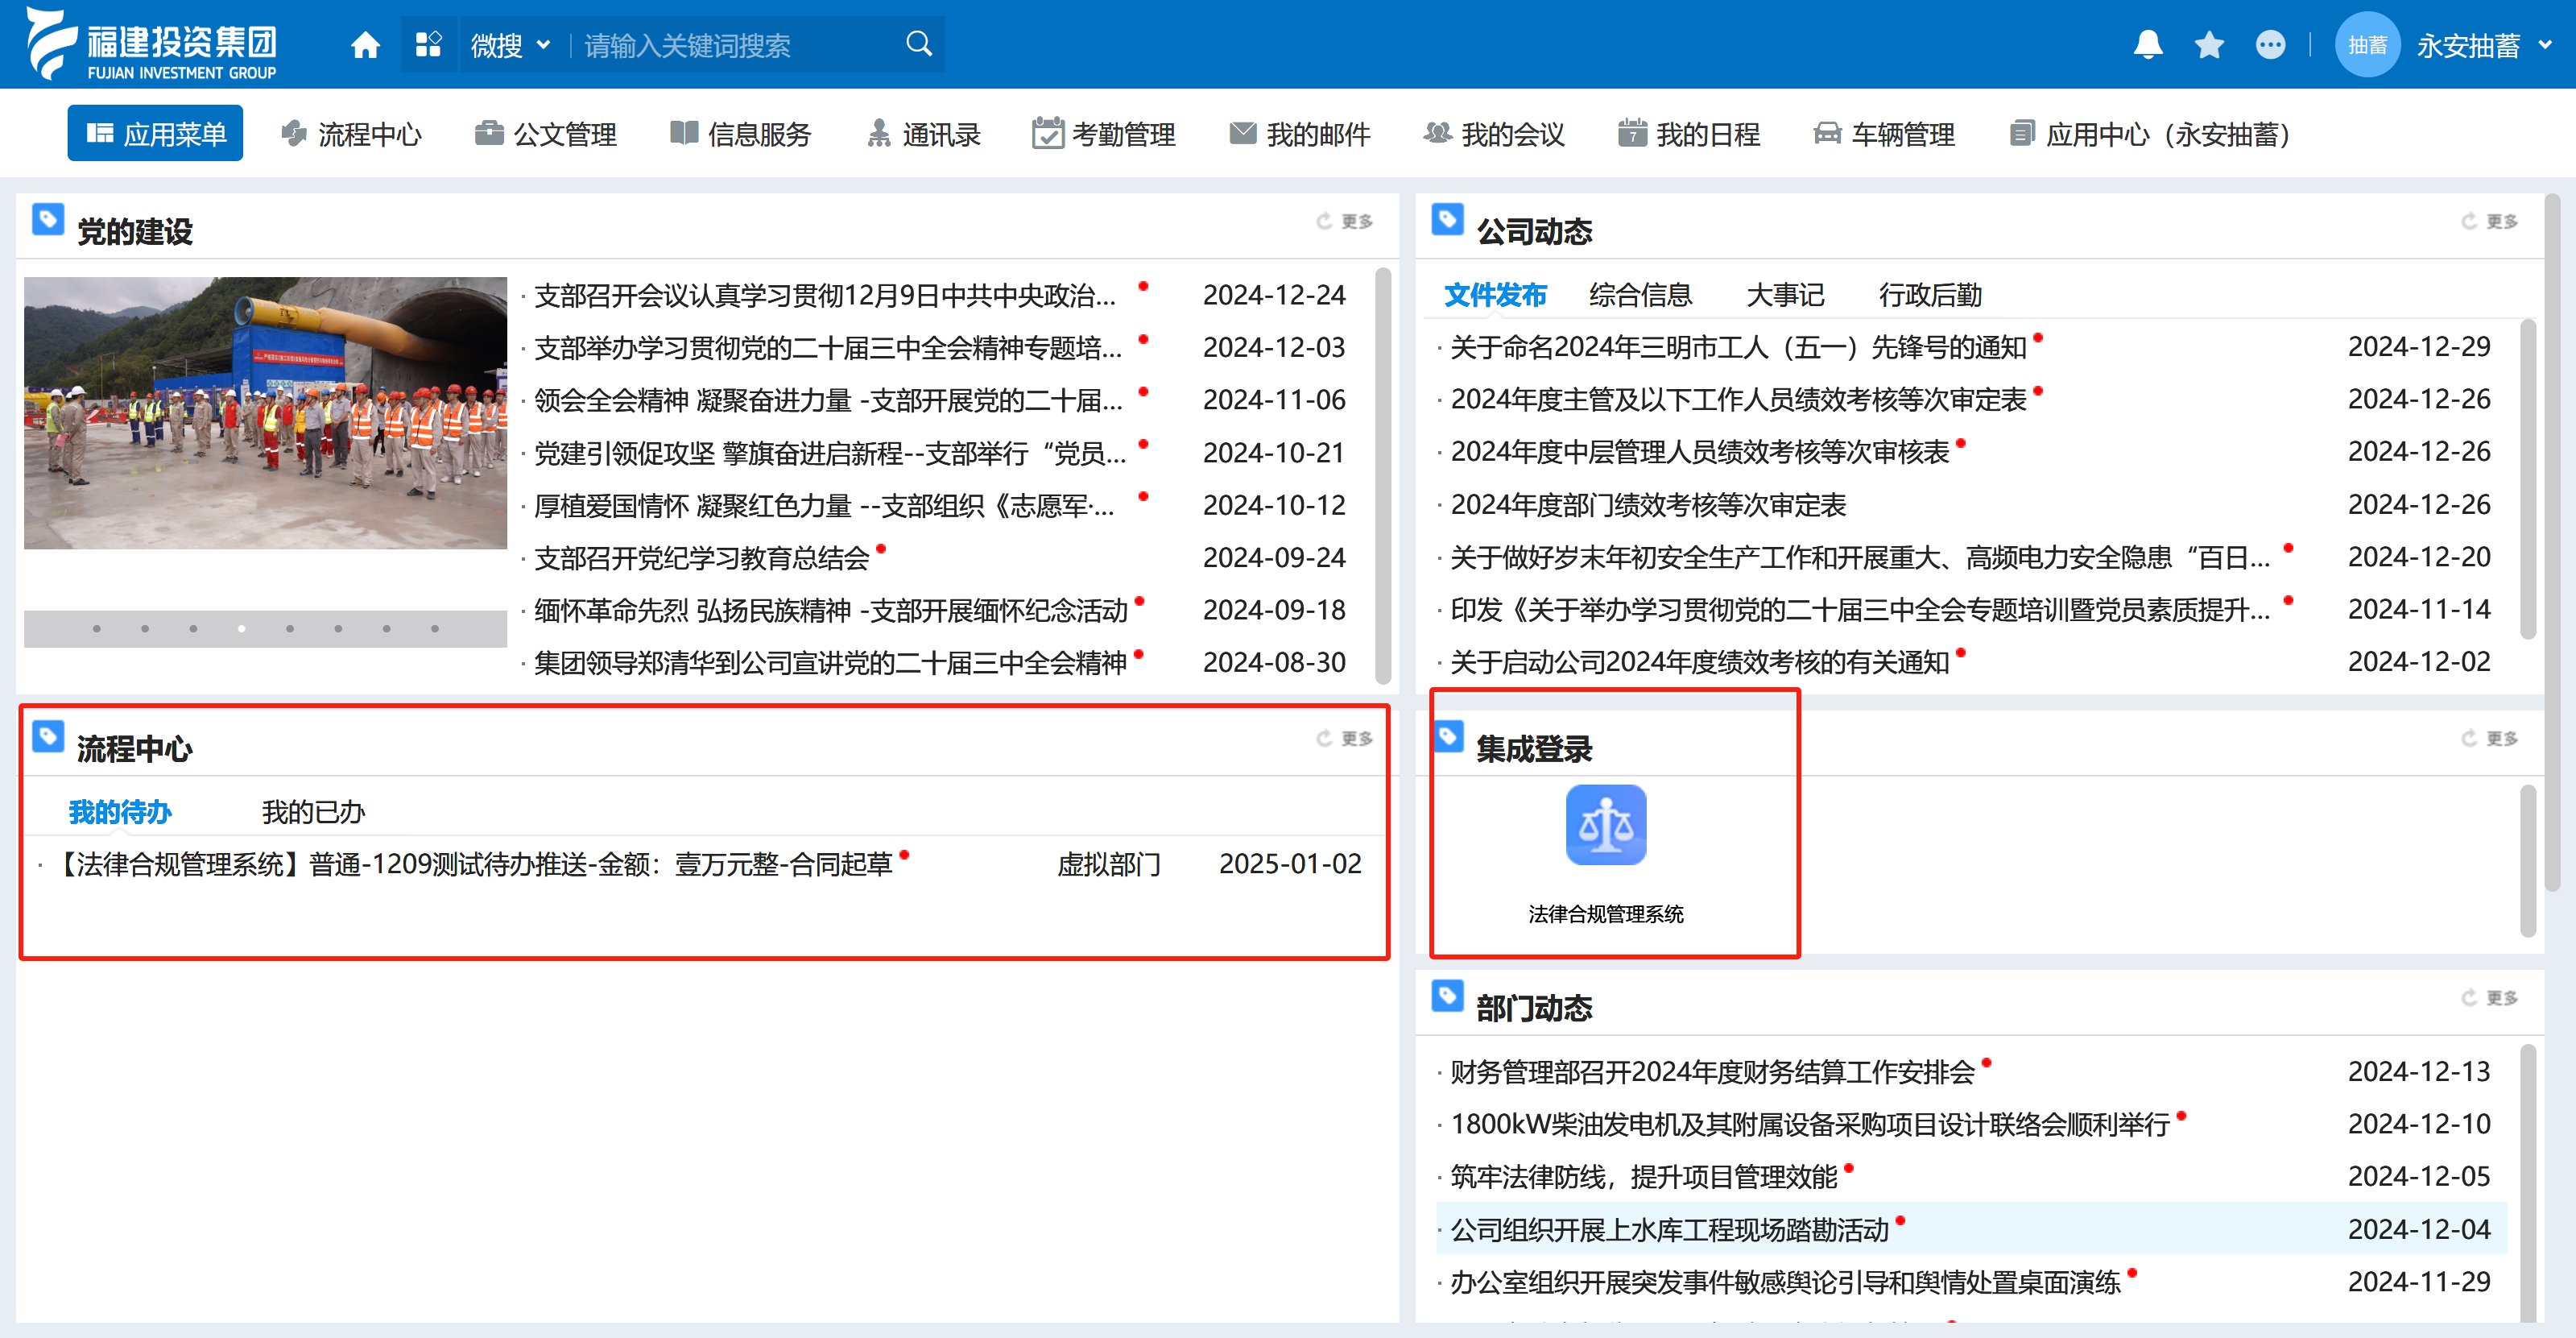 福建投资集团
FUJIAN INVESTMENT GROUP
微搜
请输入关键词搜索
抽蓄
永安抽蓄
应用菜单
流程中心
公文管理
信息服务
通讯录
考勤管理
我的邮件
我的会议
7
我的日程
车辆管理
应用中心（永安抽蓄）
党的建设
更多
·支部召开会议认真学习贯彻12月9日中共中央政治... 2024-12-24
·支部举办学习贯彻党的二十届三中全会精神专题培... 2024-12-03
·领会全会精神 凝聚奋进力量 -支部开展党的二十届... 2024-11-06
·党建引领促攻坚 擎旗奋进启新程--支部举行“党员... 2024-10-21
·厚植爱国情怀 凝聚红色力量 --支部组织《志愿军·... 2024-10-12
·支部召开党纪学习教育总结会 2024-09-24
·缅怀革命先烈 弘扬民族精神 -支部开展缅怀纪念活动 2024-09-18
·集团领导郑清华到公司宣讲党的二十届三中全会精神 2024-08-30
公司动态
更多
文件发布 综合信息 大事记 行政后勤
·关于命名2024年三明市工人（五一）先锋号的通知 2024-12-29
·2024年度主管及以下工作人员绩效考核等次审定表 2024-12-26
·2024年度中层管理人员绩效考核等次审核表 2024-12-26
·2024年度部门绩效考核等次审定表 2024-12-26
·关于做好岁末年初安全生产工作和开展重大、高频电力安全隐患“百日... 2024-12-20
·印发《关于举办学习贯彻党的二十届三中全会专题培训暨党员素质提升... 2024-11-14
·关于启动公司2024年度绩效考核的有关通知 2024-12-02
流程中心
更多
我的待办 我的已办
·【法律合规管理系统】普通-1209测试待办推送-金额：壹万元整-合同起草 虚拟部门 2025-01-02
集成登录
更多
法律合规管理系统
部门动态
更多
·财务管理部召开2024年度财务结算工作安排会 2024-12-13
·1800kW柴油发电机及其附属设备采购项目设计联络会顺利举行 2024-12-10
·筑牢法律防线，提升项目管理效能 2024-12-05
·公司组织开展上水库工程现场踏勘活动 2024-12-04
·办公室组织开展突发事件敏感舆论引导和舆情处置桌面演练 2024-11-29